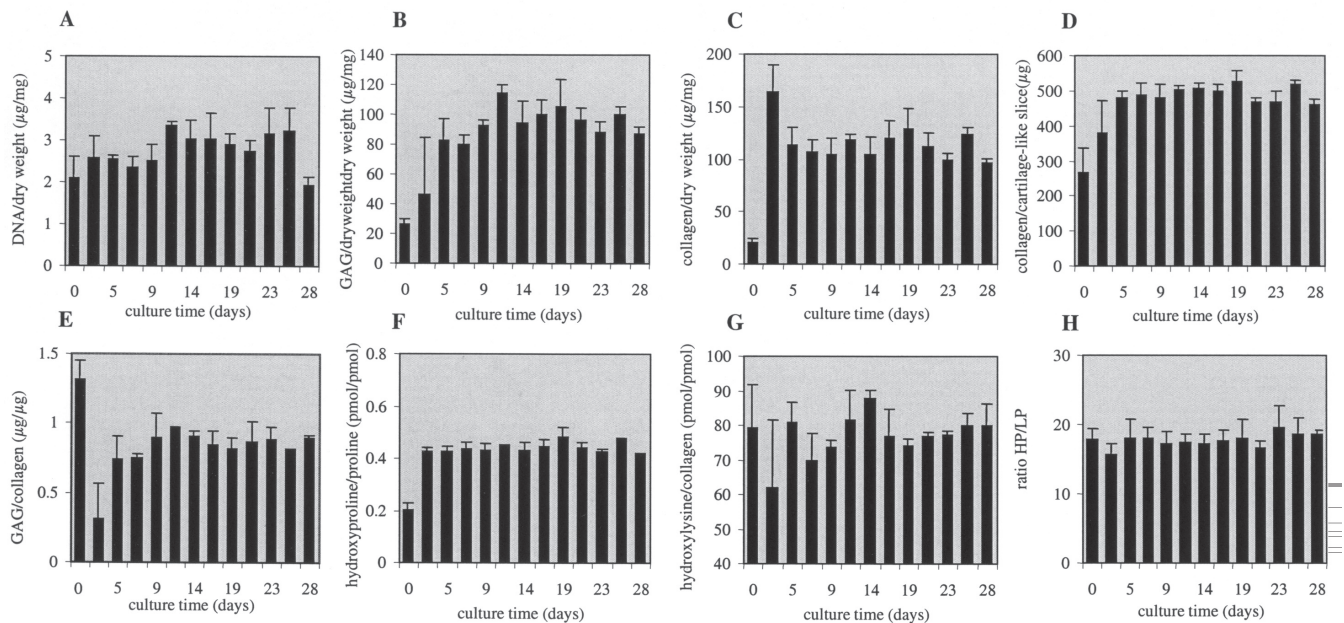 A
DNA/dry weight (μg/mg)
5
4
3
2
1
0
0 5 9 14 19 23 28
culture time (days)
B
GAG/dryweightdry weight (μg/mg)
140
120
100
80
60
40
20
0
0 5 9 14 19 23 28
culture time (days)
C
collagen/dry weight (μg/mg)
200
150
100
50
0
0 5 9 14 19 23 28
culture time (days)
D
collagen/cartilage-like slice(μg)
600
500
400
300
200
100
0
0 5 9 14 19 23 28
culture time (days)
E
GAG/collagen (μg/μg)
1.5
1
0.5
0
0 5 9 14 19 23 28
culture time (days)
F
hydroxyproline/proline (pmol/pmol)
0.8
0.6
0.4
0.2
0
0 5 9 14 19 23 28
culture time (days)
G
hydroxylysine/collagen (pmol/pmol)
100
90
80
70
60
50
40
0 5 9 14 19 23 28
culture time (days)
H
ratio HP/LP
30
20
10
0
0 5 9 14 19 23 28
culture time (days)